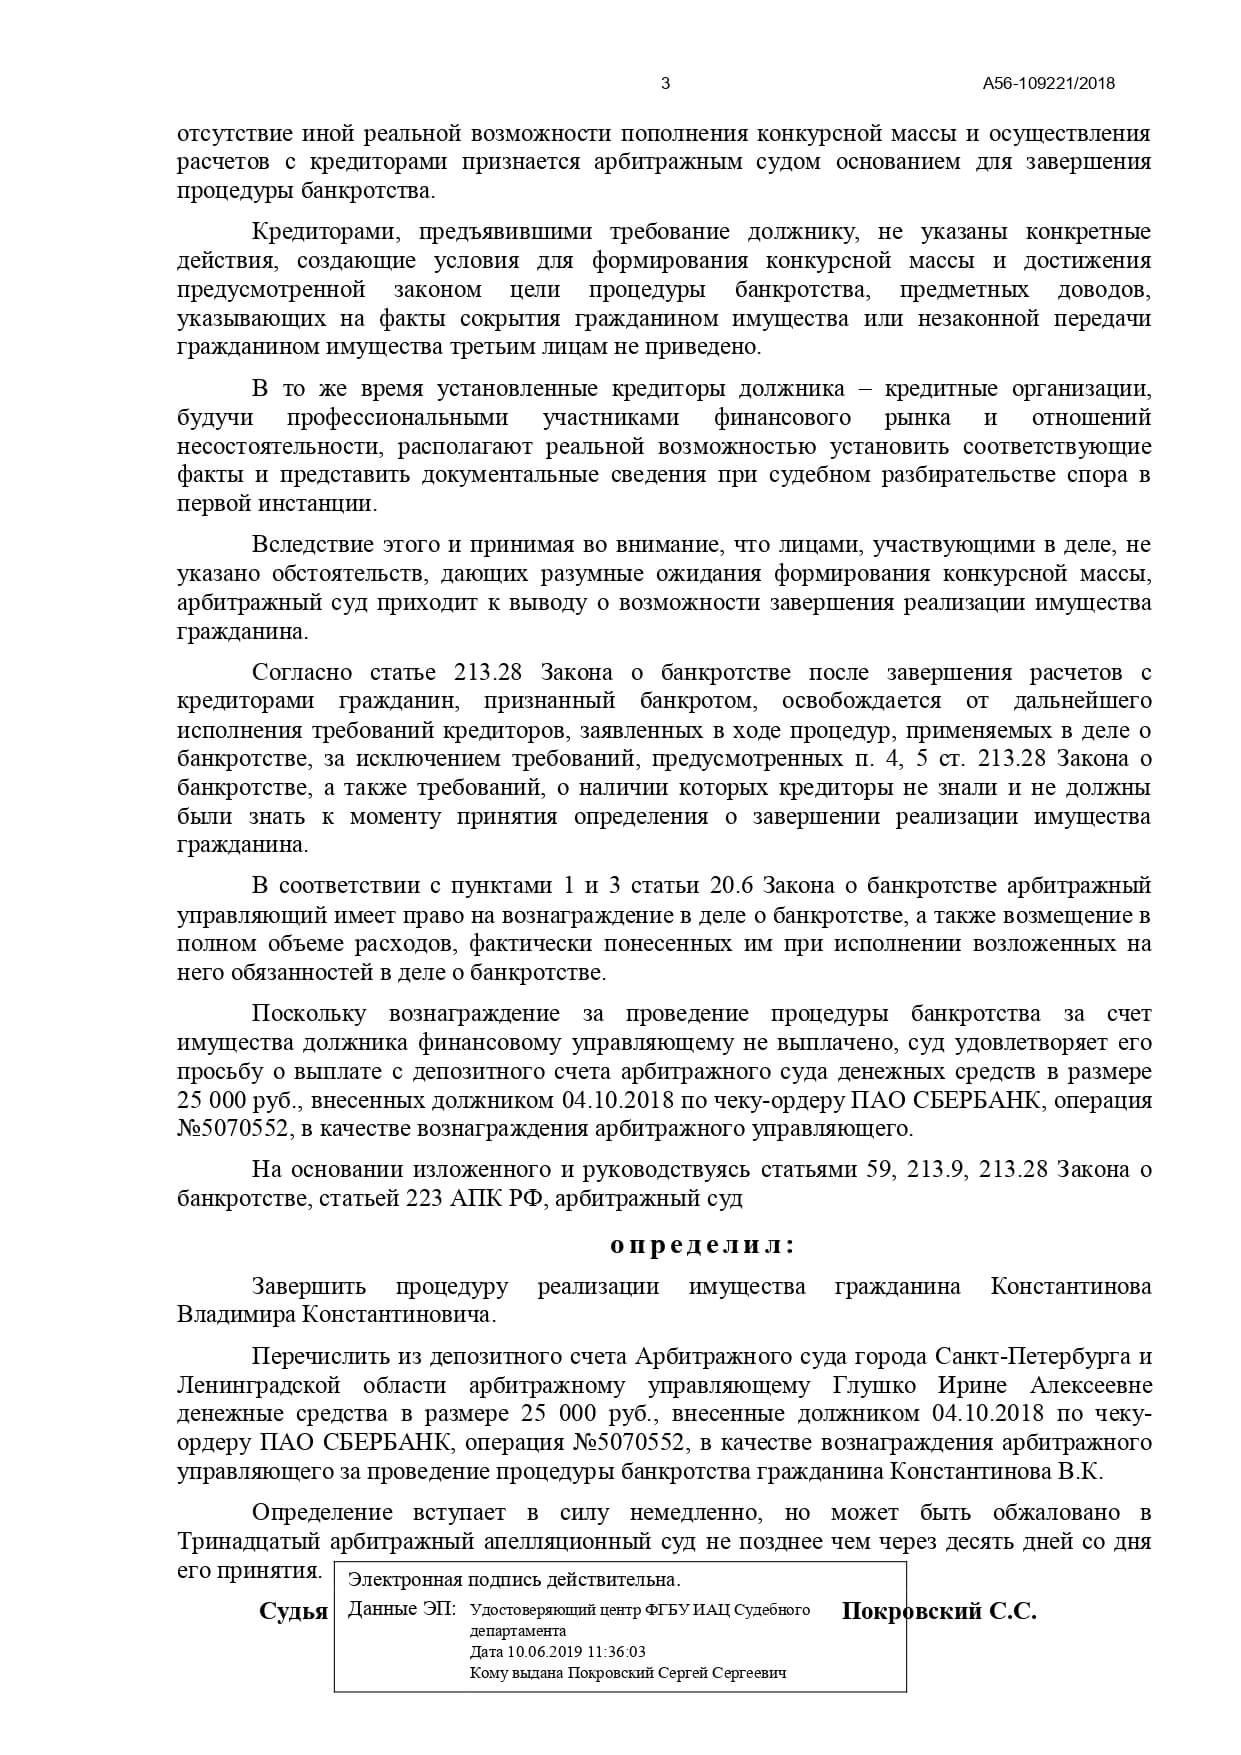 3 А56-109221/2018
отсутствие иной реальной возможности пополнения конкурсной массы и осуществления
расчетов с кредиторами признается арбитражным судом основанием для завершения
процедуры банкротства.
Кредиторами, предъявившими требование должнику, не указаны конкретные
действия, создающие условия для формирования конкурсной массы и достижения
предусмотренной законом цели процедуры банкротства, предметных доводов,
указывающих на факты сокрытия гражданином имущества или незаконной передачи
гражданином имущества третьим лицам не приведено.
В то же время установленные кредиторы должника – кредитные организации,
будучи профессиональными участниками финансового рынка и отношений
несостоятельности, располагают реальной возможностью установить соответствующие
факты и представить документальные сведения при судебном разбирательстве спора в
первой инстанции.
Вследствие этого и принимая во внимание, что лицами, участвующими в деле, не
указано обстоятельств, дающих разумные ожидания формирования конкурсной массы,
арбитражный суд приходит к выводу о возможности завершения реализации имущества
гражданина.
Согласно статье 213.28 Закона о банкротстве после завершения расчетов с
кредиторами гражданин, признанный банкротом, освобождается от дальнейшего
исполнения требований кредиторов, заявленных в ходе процедур, применяемых в деле о
банкротстве, за исключением требований, предусмотренных п. 4, 5 ст. 213.28 Закона о
банкротстве, а также требований, о наличии которых кредиторы не знали и не должны
были знать к моменту принятия определения о завершении реализации имущества
гражданина.
В соответствии с пунктами 1 и 3 статьи 20.6 Закона о банкротстве арбитражный
управляющий имеет право на вознаграждение в деле о банкротстве, а также возмещение в
полном объеме расходов, фактически понесенных им при исполнении возложенных на
него обязанностей в деле о банкротстве.
Поскольку вознаграждение за проведение процедуры банкротства за счет
имущества должника финансовому управляющему не выплачено, суд удовлетворяет его
просьбу о выплате с депозитного счета арбитражного суда денежных средств в размере
25 000 руб., внесенных должником 04.10.2018 по чеку-ордеру ПАО СБЕРБАНК, операция
№5070552, в качестве вознаграждения арбитражного управляющего.
На основании изложенного и руководствуясь статьями 59, 213.9, 213.28 Закона о
банкротстве, статьей 223 АПК РФ, арбитражный суд
определил:
Завершить процедуру реализации имущества гражданина Константинова
Владимира Константиновича.
Перечислить из депозитного счета Арбитражного суда города Санкт-Петербурга и
Ленинградской области арбитражному управляющему Глушко Ирине Алексеевне
денежные средства в размере 25 000 руб., внесенные должником 04.10.2018 по чеку-
ордеру ПАО СБЕРБАНК, операция №5070552, в качестве вознаграждения арбитражного
управляющего за проведение процедуры банкротства гражданина Константинова В.К.
Определение вступает в силу немедленно, но может быть обжаловано в
Тринадцатый арбитражный апелляционный суд не позднее чем через десять дней со дня
его принятия.
Электронная подпись действительна.
Судья Данные ЭП: Удостоверяющий центр ФГБУ ИАЦ Судебного Покровский С.С.
департамента
Дата 10.06.2019 11:36:03
Кому выдана Покровский Сергей Сергеевич